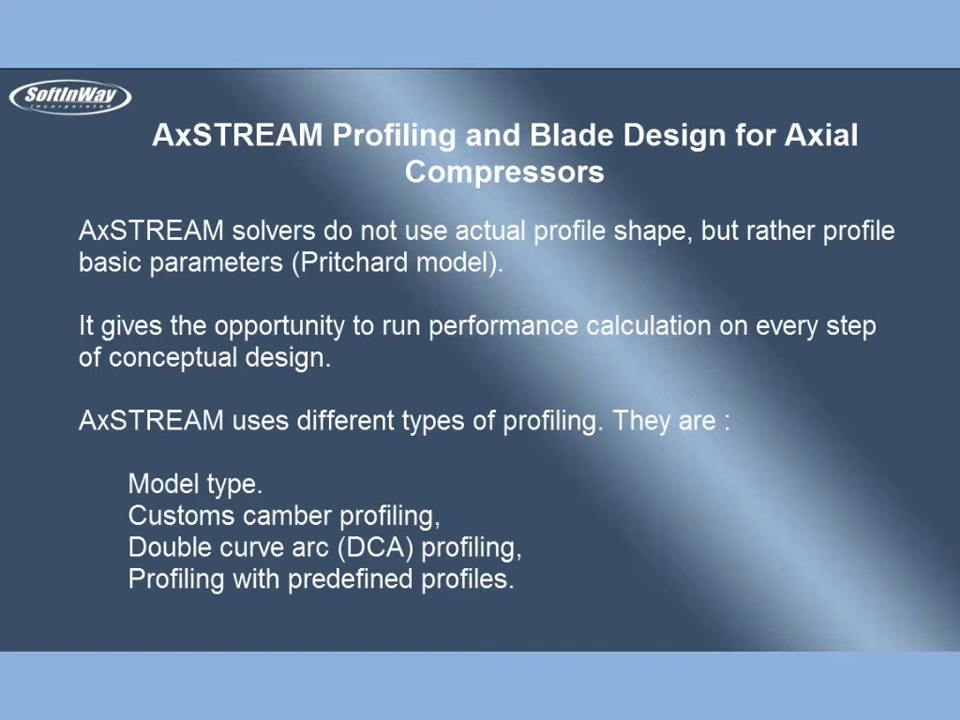 SoftInWay
Incorporated
AxSTREAM Profiling and Blade Design for Axial
Compressors
AxSTREAM solvers do not use actual profile shape, but rather profile
basic parameters (Pritchard model).
It gives the opportunity to run performance calculation on every step
of conceptual design.
AxSTREAM uses different types of profiling. They are :
Model type.
Customs camber profiling,
Double curve arc (DCA) profiling,
Profiling with predefined profiles.